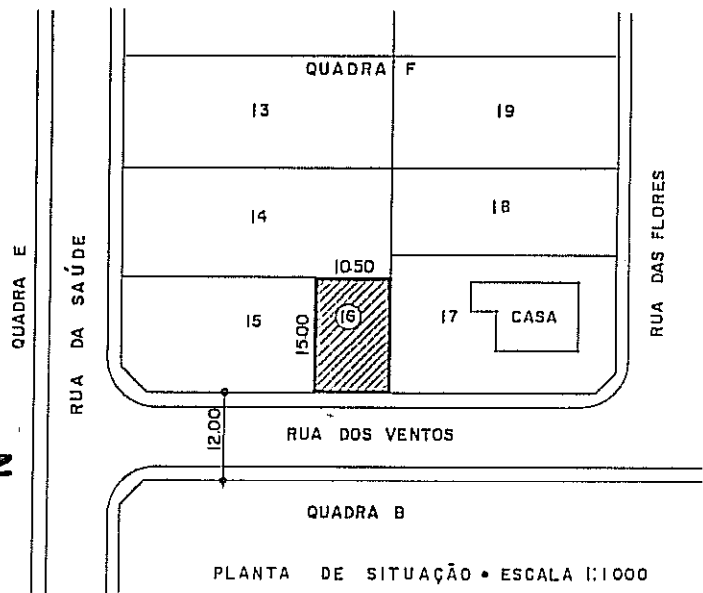 QUADRA F
13
19
14
18
10.50
15
15.00
16
17
CASA
QUADRA E
RUA DA SAÚDE
RUA DAS FLORES
12.00
RUA DOS VENTOS
N
QUADRA B
PLANTA DE SITUAÇÃO • ESCALA 1:1000